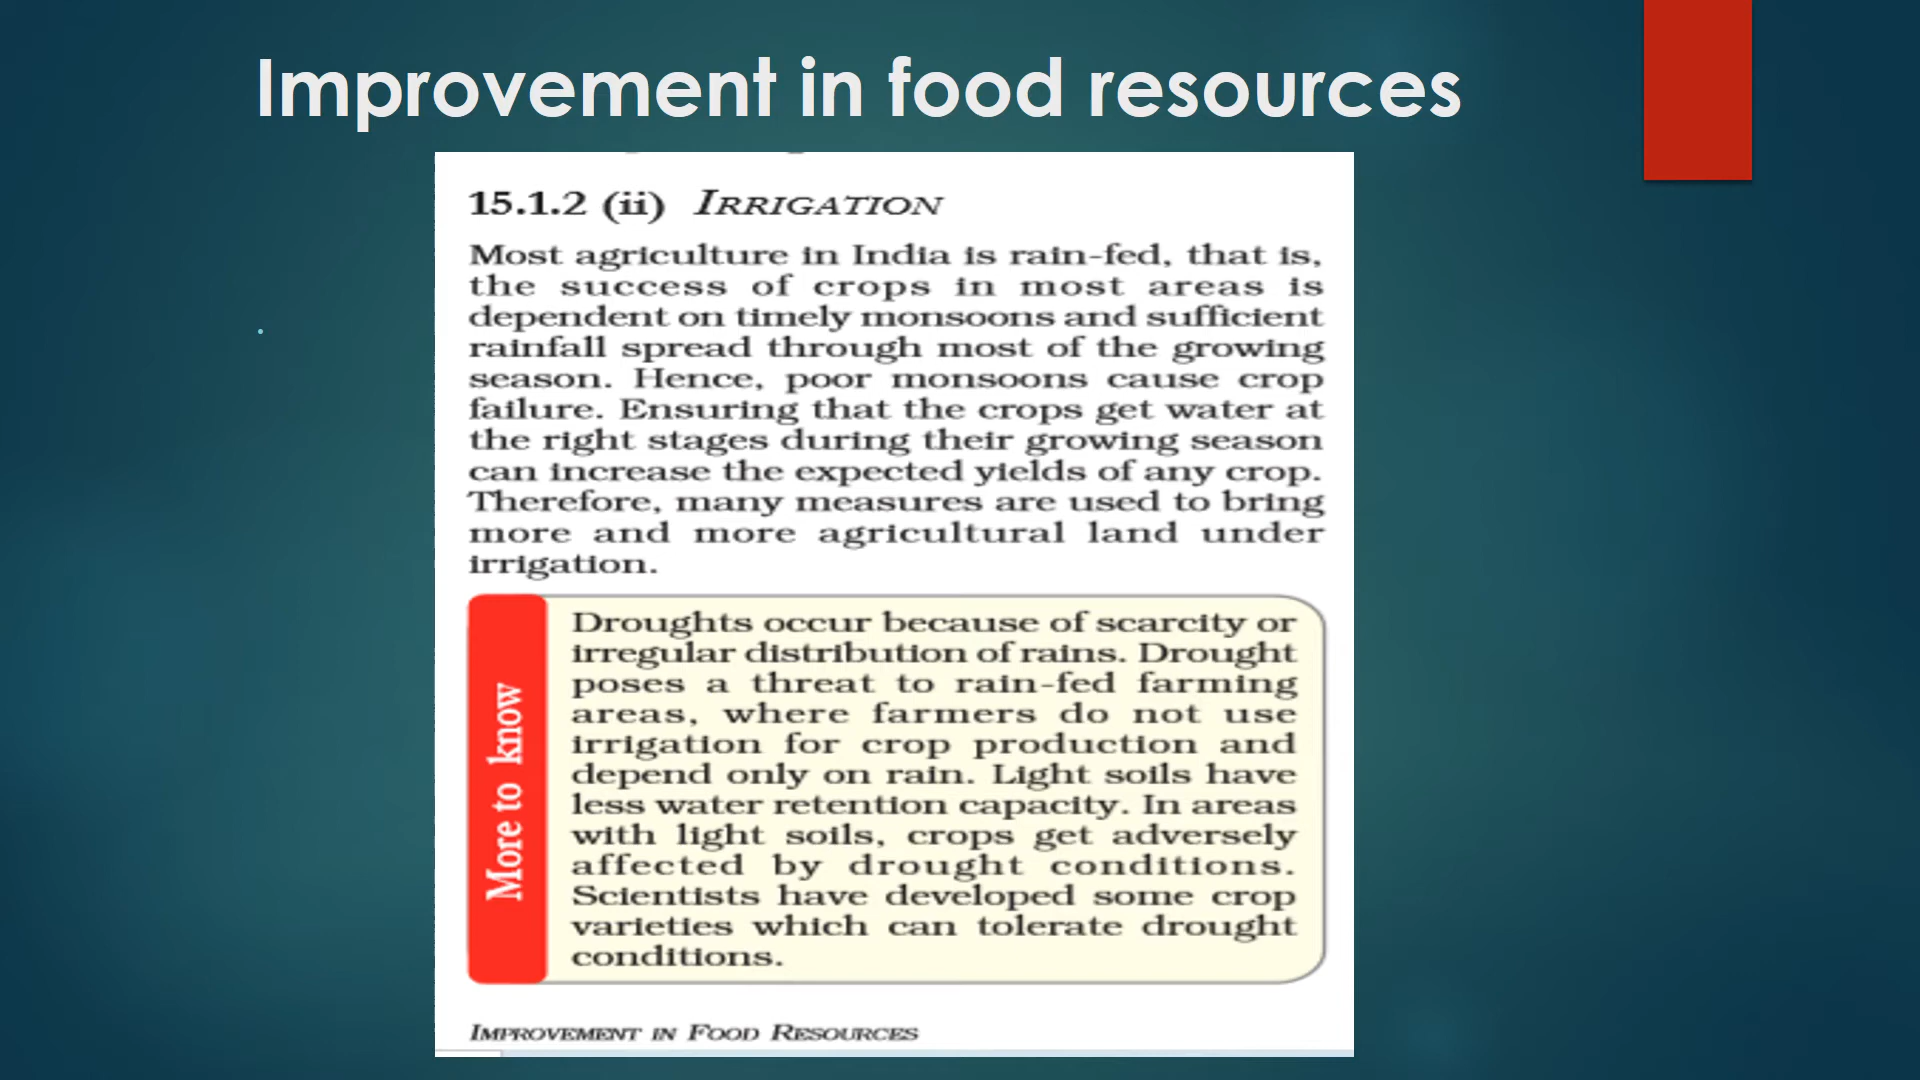 Improvement in food resources
15.1.2 (ii) IRRIGATION
Most agriculture in India is rain-fed, that is,
the success of crops in most areas is
dependent on timely monsoons and sufficient
rainfall spread through most of the growing
season. Hence, poor monsoons cause crop
failure. Ensuring that the crops get water at
the right stages during their growing season
can increase the expected yields of any crop.
Therefore, many measures are used to bring
more and more agricultural land under
irrigation.
More to know
Droughts occur because of scarcity or
irregular distribution of rains. Drought
poses a threat to rain-fed farming
areas, where farmers do not use
irrigation for crop production and
depend only on rain. Light soils have
less water retention capacity. In areas
with light soils, crops get adversely
affected by drought conditions.
Scientists have developed some crop
varieties which can tolerate drought
conditions.
IMPROVEMENT IN FOOD RESOURCES